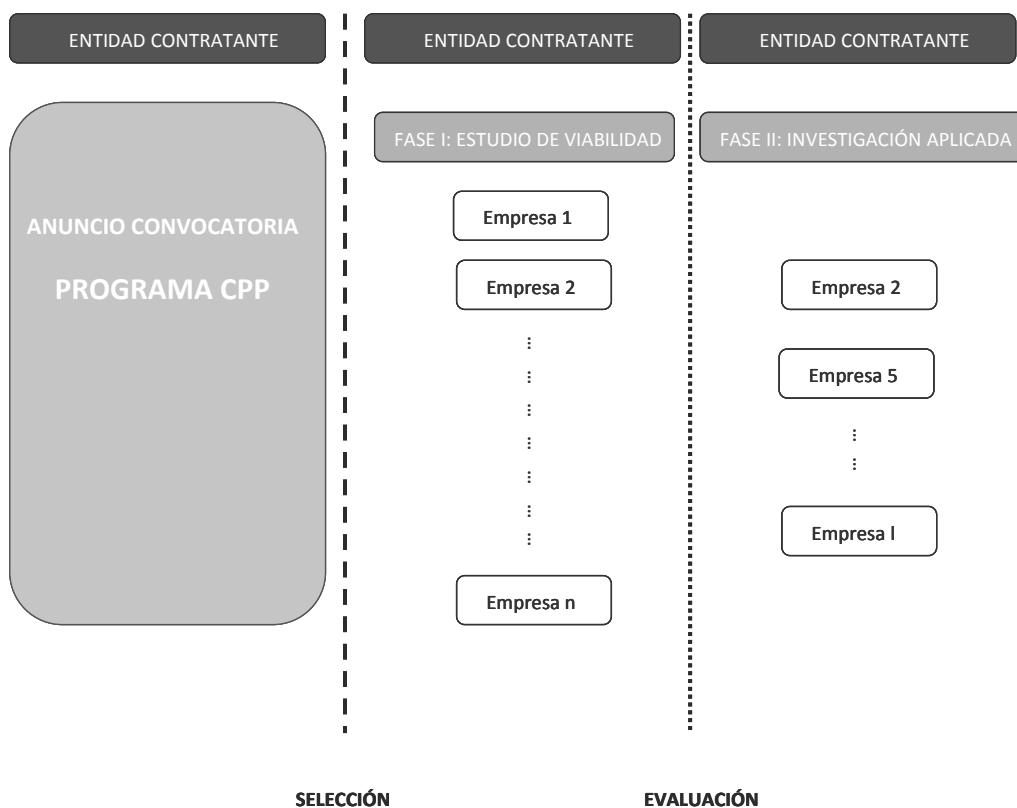 ENTIDAD CONTRATANTE
ENTIDAD CONTRATANTE
ENTIDAD CONTRATANTE
ANUNCIO CONVOCATORIA
PROGRAMA CPP
FASE I: ESTUDIO DE VIABILIDAD
Empresa 1
Empresa 2
...
...
...
...
...
...
...
Empresa n
FASE II: INVESTIGACIÓN APLICADA
Empresa 2
Empresa 5
...
...
Empresa l
SELECCIÓN
EVALUACIÓN